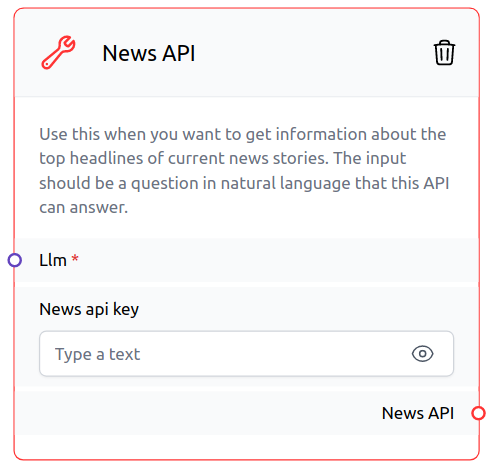 News API
Use this when you want to get information about the
top headlines of current news stories. The input
should be a question in natural language that this API
can answer.
Llm *
News api key
Type a text
News API